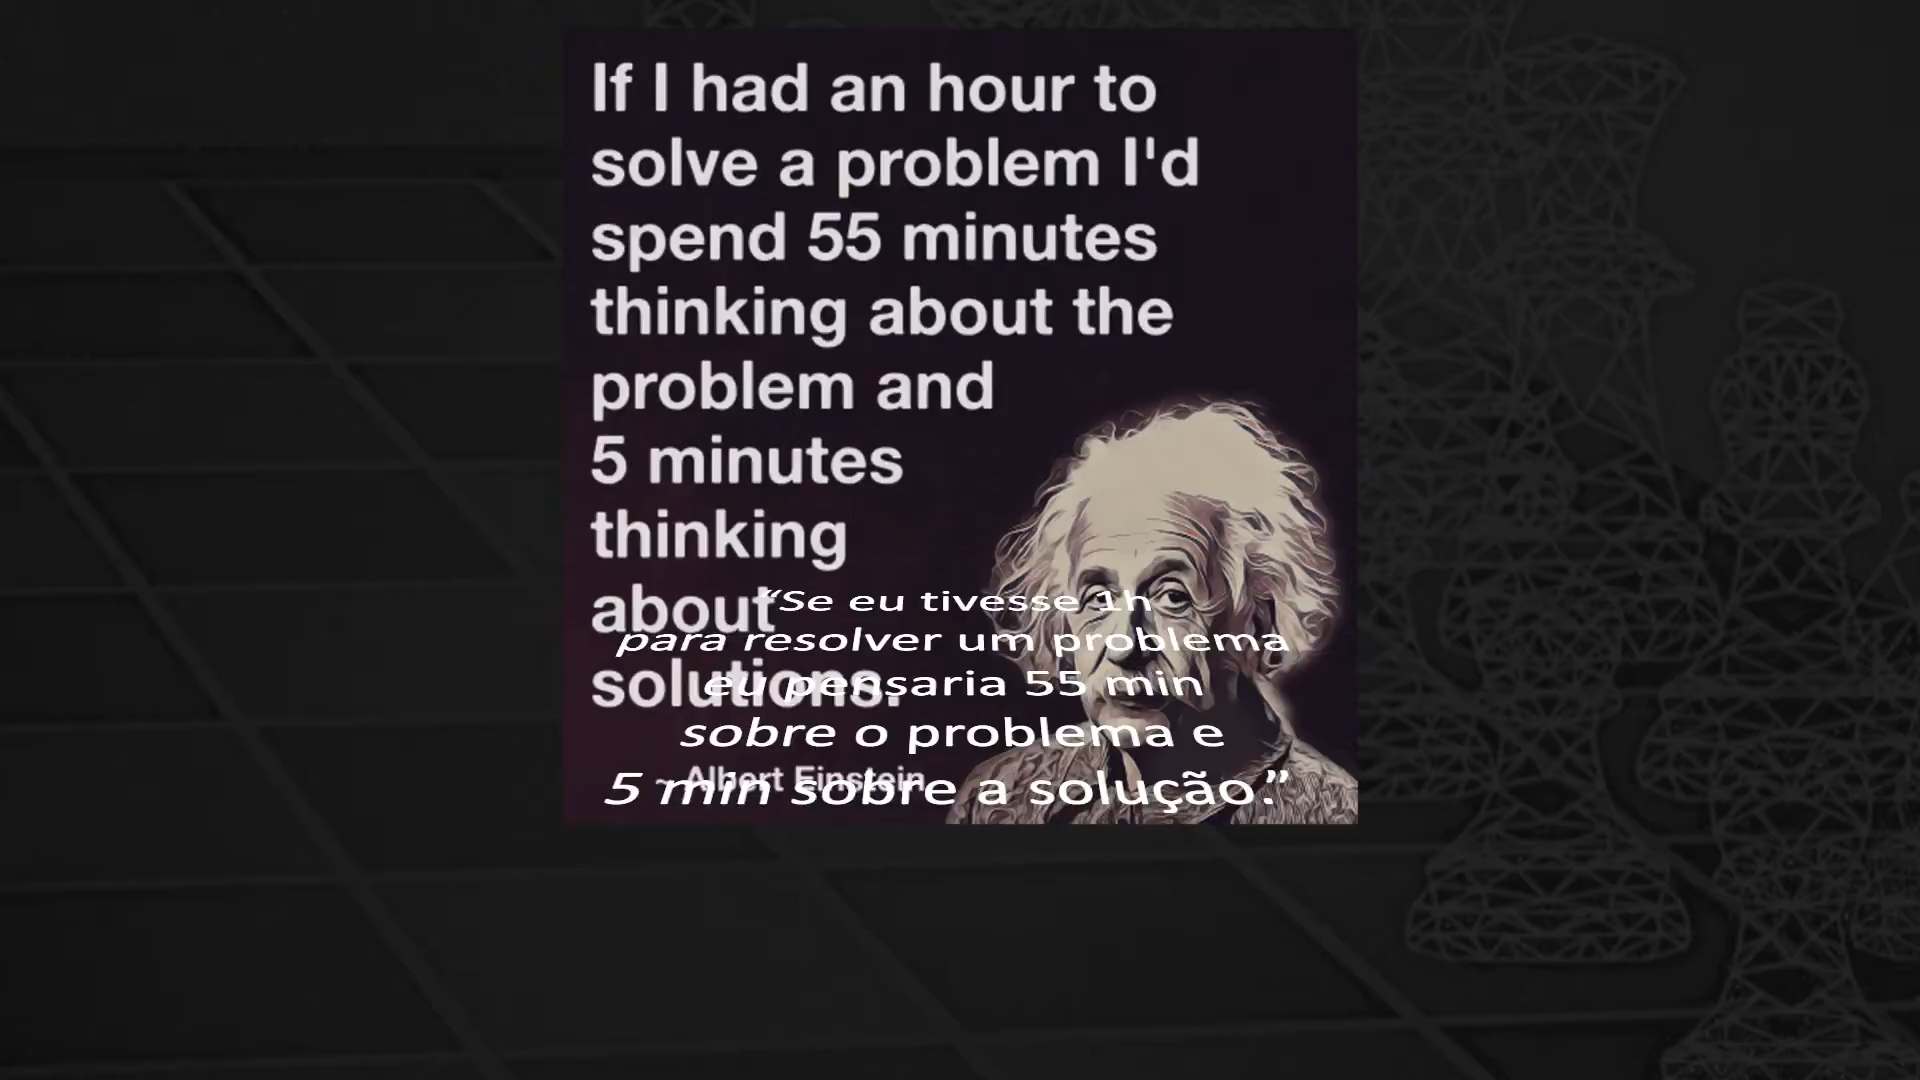 If I had an hour to
solve a problem I'd
spend 55 minutes
thinking about the
problem and
5 minutes
thinking
about
solutions.
~ Albert Einstein
“Se eu tivesse 1h
para resolver um problema
eu pensaria 55 min
sobre o problema e
5 min sobre a solução.”